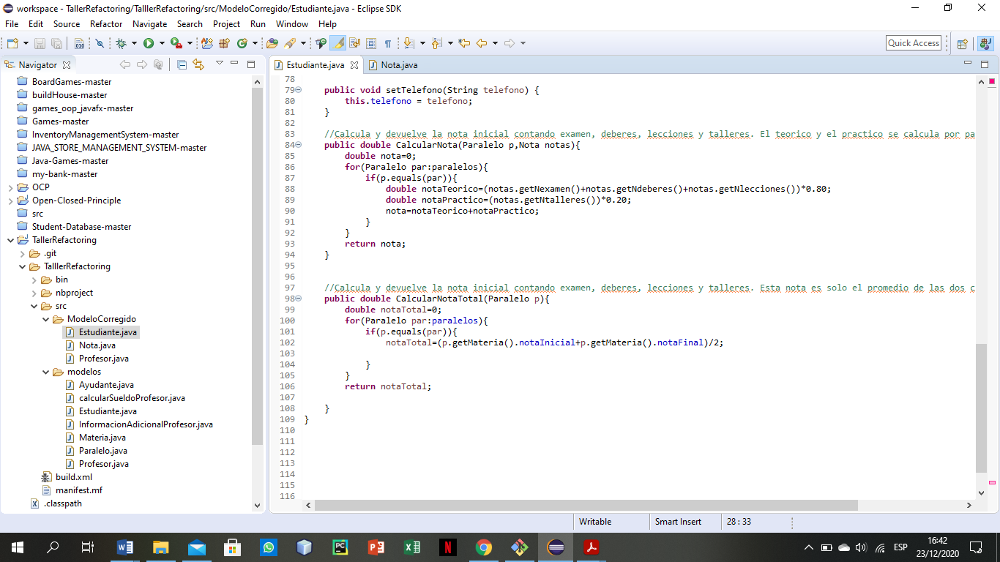 workspace - TallerRefactoring/TalllerRefactoring/src/ModeloCorregido/Estudiante.java - Eclipse SDK
File Edit Source Refactor Navigate Search Project Run Window Help
Quick Access
Navigator
BoardGames-master
buildHouse-master
games_oop_javafx-master
Games-master
InventoryManagementSystem-master
JAVA_STORE_MANAGEMENT_SYSTEM-master
Java-Games-master
my-bank-master
OCP
Open-Closed-Principle
src
Student-Database-master
TallerRefactoring
.git
TalllerRefactoring
bin
nbproject
src
ModeloCorregido
Estudiante.java
Nota.java
Profesor.java
modelos
Ayudante.java
calcularSueldoProfesor.java
Estudiante.java
InformacionAdicionalProfesor.java
Materia.java
Paralelo.java
Profesor.java
build.xml
manifest.mf
.classpath
Estudiante.java Nota.java
78
79 public void setTelefono(String telefono) {
80 this.telefono = telefono;
81 }
82
83 //Calcula y devuelve la nota inicial contando examen, deberes, lecciones y talleres. El teorico y el practico se calcula por pa
84 public double CalcularNota(Paralelo p,Nota notas){
85 double nota=0;
86 for(Paralelo par:paralelos){
87 if(p.equals(par)){
88 double notaTeorico=(notas.getNexamen()+notas.getNdeberes()+notas.getNlecciones())*0.80;
89 double notaPractico=(notas.getNtalleres())*0.20;
90 nota=notaTeorico+notaPractico;
91 }
92 }
93 return nota;
94 }
95
96
97 //Calcula y devuelve la nota inicial contando examen, deberes, lecciones y talleres. Esta nota es solo el promedio de las dos c
98 public double CalcularNotaTotal(Paralelo p){
99 double notaTotal=0;
100 for(Paralelo par:paralelos){
101 if(p.equals(par)){
102 notaTotal=(p.getMateria().notaInicial+p.getMateria().notaFinal)/2;
103
104 }
105 }
106 return notaTotal;
107
108 }
109 }
110
111
112
113
114
115
116
Writable Smart Insert 28 : 33
ESP
16:42
23/12/2020